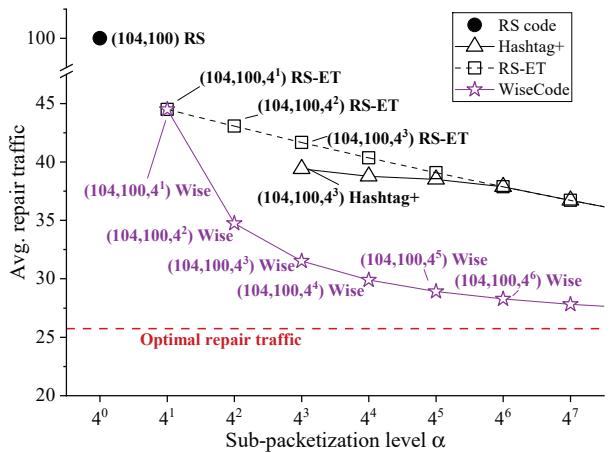 100
(104,100) RS
RS code
Hashtag+
RS-ET
WiseCode
(104,100,4¹) RS-ET
45
(104,100,4²) RS-ET
(104,100,4³) RS-ET
40
(104,100,4¹) Wise
(104,100,4³) Hashtag+
35
(104,100,4²) Wise
(104,100,4³) Wise
(104,100,4⁵) Wise
(104,100,4⁴) Wise
(104,100,4⁶) Wise
30
25
Optimal repair traffic
20
Avg. repair traffic
4⁰ 4¹ 4² 4³ 4⁴ 4⁵ 4⁶ 4⁷
Sub-packetization level α